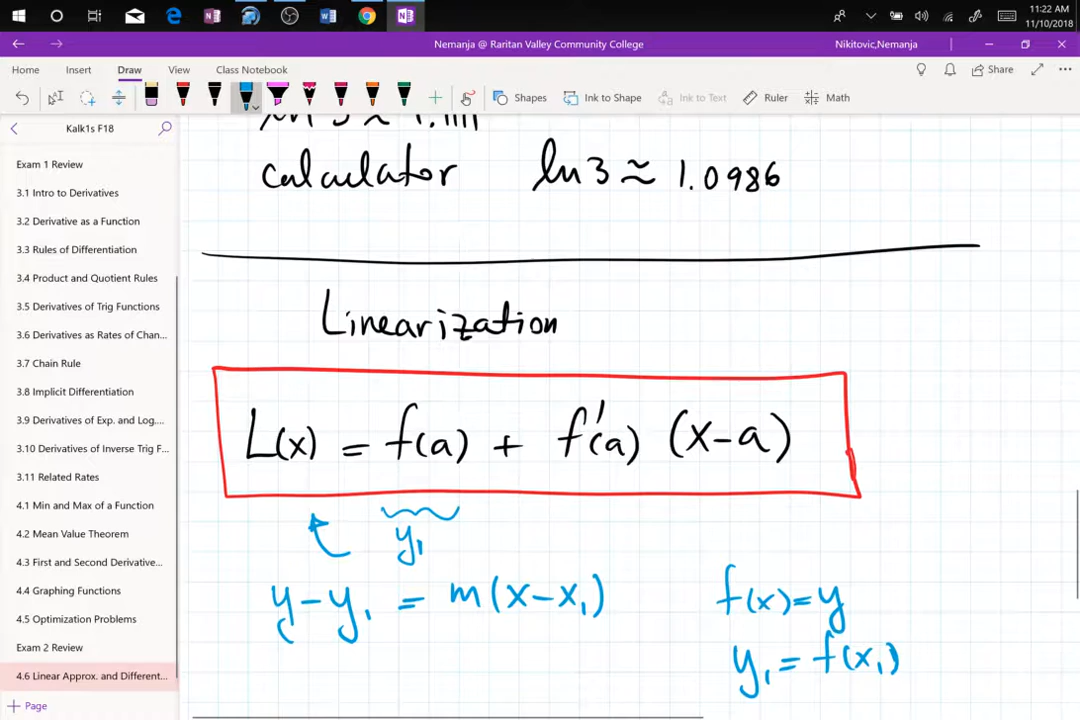 11:22 AM
11/10/2018
Nemanja @ Raritan Valley Community College
Nikitovic,Nemanja
Home Insert Draw View Class Notebook
Share
Shapes Ink to Shape Ink to Text Ruler Math
Kalk1s F18
Exam 1 Review
3.1 Intro to Derivatives
3.2 Derivative as a Function
3.3 Rules of Differentiation
3.4 Product and Quotient Rules
3.5 Derivatives of Trig Functions
3.6 Derivatives as Rates of Chan...
3.7 Chain Rule
3.8 Implicit Differentiation
3.9 Derivatives of Exp. and Log....
3.10 Derivatives of Inverse Trig F...
3.11 Related Rates
4.1 Min and Max of a Function
4.2 Mean Value Theorem
4.3 First and Second Derivative...
4.4 Graphing Functions
4.5 Optimization Problems
Exam 2 Review
4.6 Linear Approx. and Different...
+ Page
calculator ln3 ≈ 1.0986
Linearization
L(x) = f(a) + f'(a) (x-a)
y₁
y-y₁ = m(x-x₁)
f(x)=y
y₁ = f(x₁)